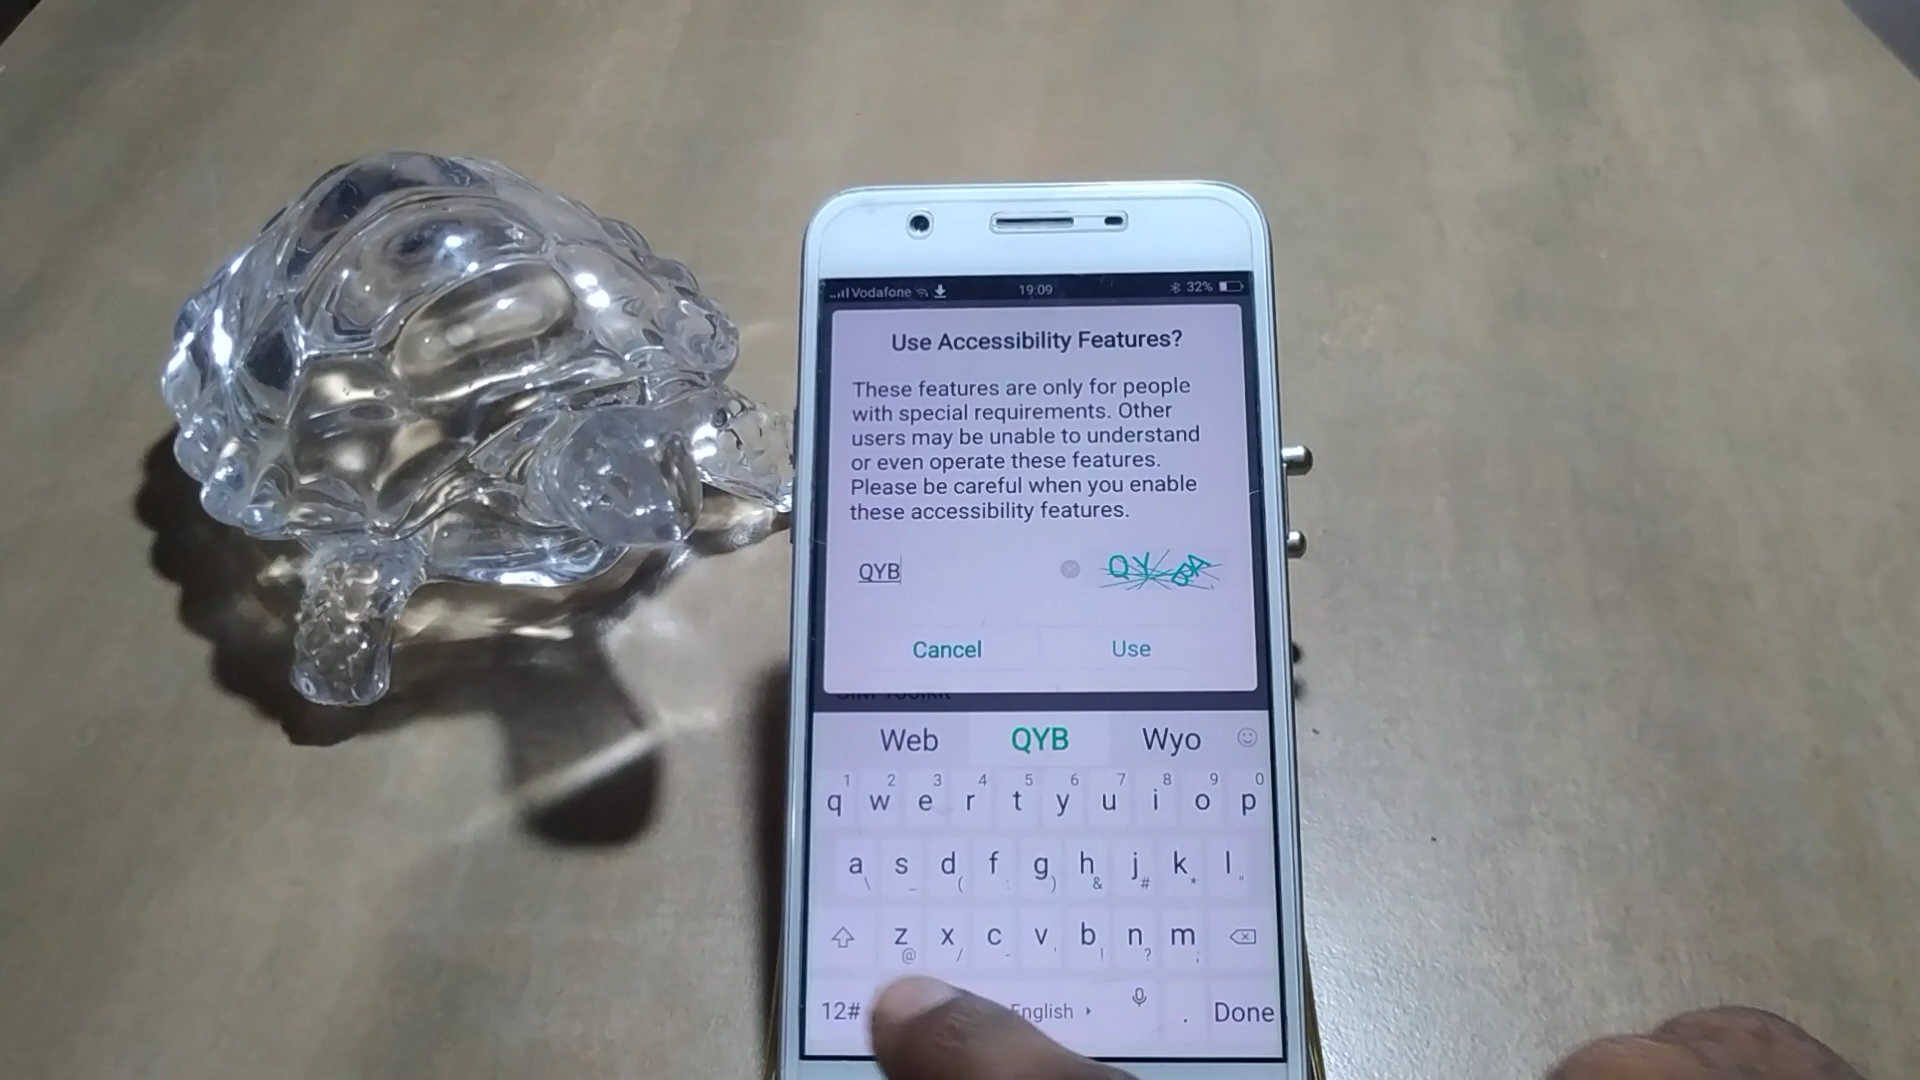 Vodafone 19:09 32%
Use Accessibility Features?
These features are only for people
with special requirements. Other
users may be unable to understand
or even operate these features.
Please be careful when you enable
these accessibility features.
QYB QYBA
Cancel Use
Web QYB Wyo
1 2 3 4 5 6 7 8 9 0
q w e r t y u i o p
a s d f g h j k l
\ _ ( : ) & # * "
z x c v b n m
@ / - ' ! ? ;
12# English . Done